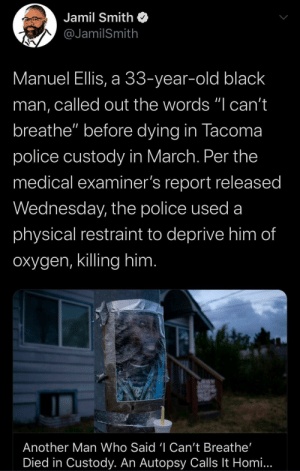 Jamil Smith
@JamilSmith
Manuel Ellis, a 33-year-old black
man, called out the words "I can't
breathe" before dying in Tacoma
police custody in March. Per the
medical examiner's report released
Wednesday, the police used a
physical restraint to deprive him of
oxygen, killing him.
Another Man Who Said 'I Can't Breathe'
Died in Custody. An Autopsy Calls It Homi...